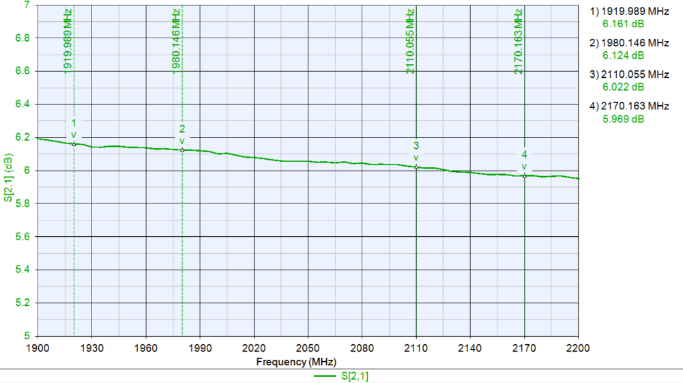 7
6.8
6.6
6.4
6.2
6
5.8
5.6
5.4
5.2
5
S[2,1] (dB)
1919.989 MHz
1980.146 MHz
2110.055 MHz
2170.163 MHz
1
v
2
v
3
v
4
v
1900 1930 1960 1990 2020 2050 2080 2110 2140 2170 2200
Frequency (MHz)
S[2,1]
1) 1919.989 MHz
6.161 dB
2) 1980.146 MHz
6.124 dB
3) 2110.055 MHz
6.022 dB
4) 2170.163 MHz
5.969 dB